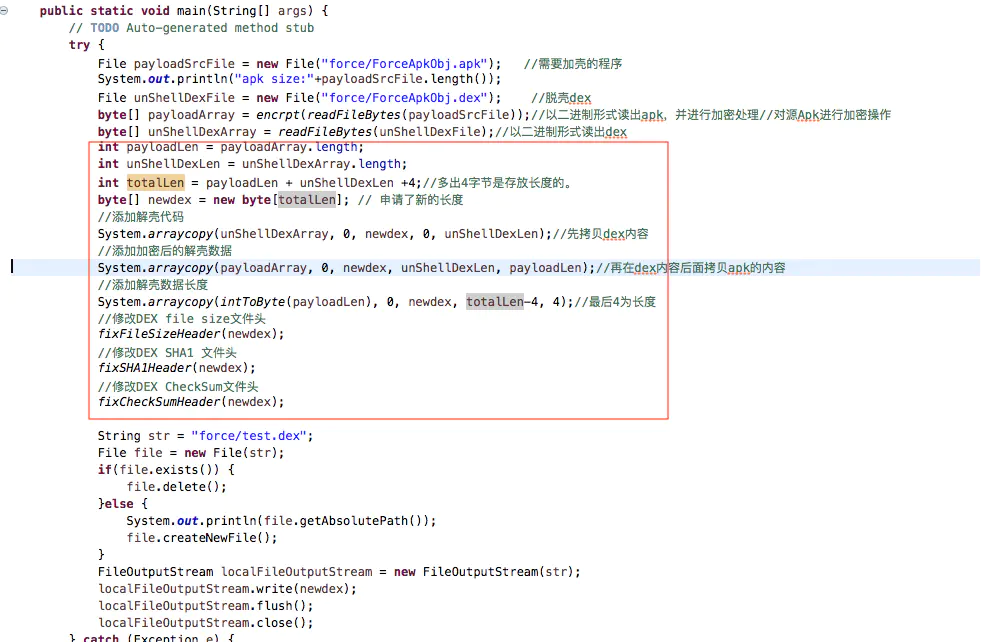 public static void main(String[] args) {
// TODO Auto-generated method stub
try {
File payloadSrcFile = new File("force/ForceApkObj.apk");   //需要加壳的程序
System.out.println("apk size:"+payloadSrcFile.length());
File unShellDexFile = new File("force/ForceApkObj.dex");    //脱壳dex
byte[] payloadArray = encrpt(readFileBytes(payloadSrcFile));//以二进制形式读出apk, 并进行加密处理//对源Apk进行加密操作
byte[] unShellDexArray = readFileBytes(unShellDexFile);//以二进制形式读出dex
int payloadLen = payloadArray.length;
int unShellDexLen = unShellDexArray.length;
int totalLen = payloadLen + unShellDexLen +4;//多出4字节是存放长度的。
byte[] newdex = new byte[totalLen]; // 申请了新的长度
//添加解壳代码
System.arraycopy(unShellDexArray, 0, newdex, 0, unShellDexLen);//先拷贝dex内容
//添加加密后的解壳数据
System.arraycopy(payloadArray, 0, newdex, unShellDexLen, payloadLen);//再在dex内容后面拷贝apk的内容
//添加解壳数据长度
System.arraycopy(intToByte(payloadLen), 0, newdex, totalLen-4, 4);//最后4为长度
//修改DEX file size文件头
fixFileSizeHeader(newdex);
//修改DEX SHA1 文件头
fixSHA1Header(newdex);
//修改DEX CheckSum文件头
fixCheckSumHeader(newdex);
String str = "force/test.dex";
File file = new File(str);
if(file.exists()) {
file.delete();
}else {
System.out.println(file.getAbsolutePath());
file.createNewFile();
}
FileOutputStream localFileOutputStream = new FileOutputStream(str);
localFileOutputStream.write(newdex);
localFileOutputStream.flush();
localFileOutputStream.close();
} catch (Exception e) {